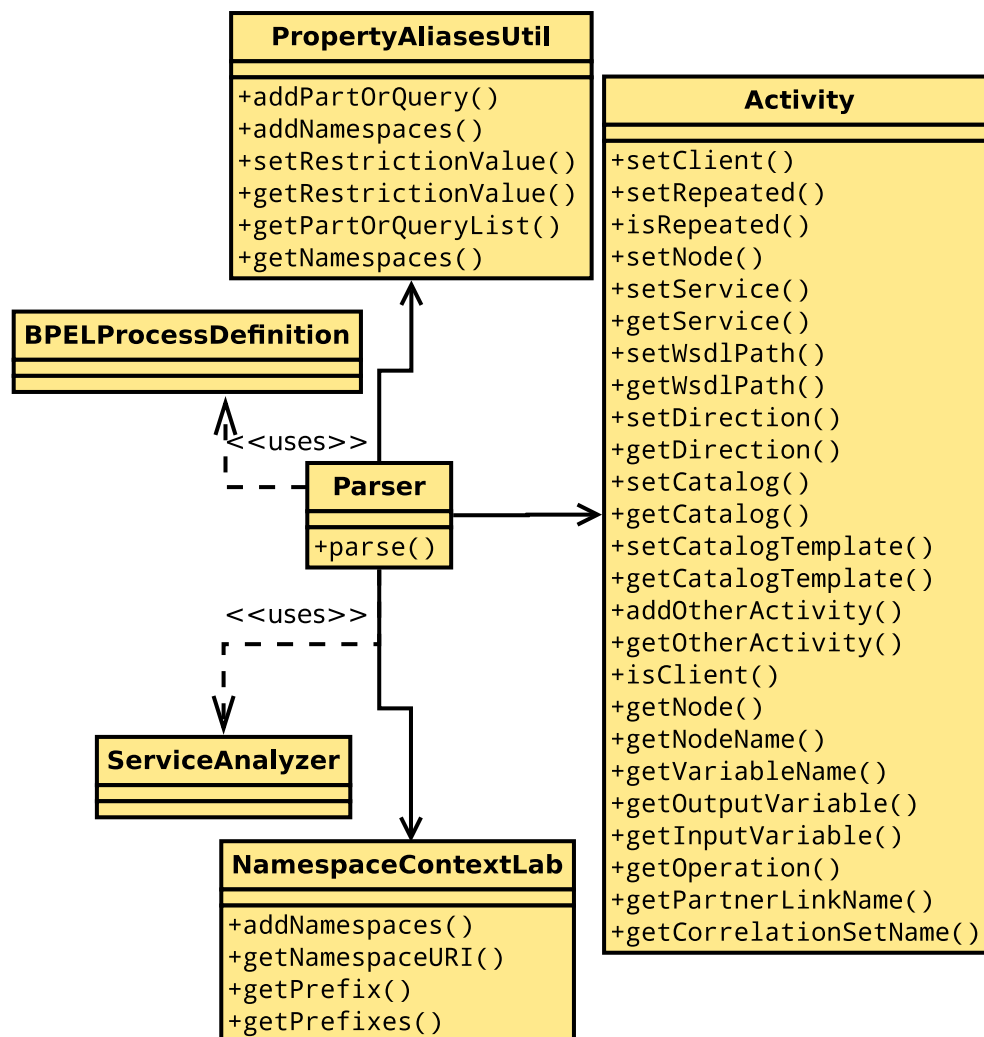 PropertyAliasesUtil
+addPartOrQuery()
+addNamespaces()
+setRestrictionValue()
+getRestrictionValue()
+getPartOrQueryList()
+getNamespaces()
Activity
+setClient()
+setRepeated()
+isRepeated()
+setNode()
+setService()
+getService()
+setWsdlPath()
+getWsdlPath()
+setDirection()
+getDirection()
+setCatalog()
+getCatalog()
+setCatalogTemplate()
+getCatalogTemplate()
+addOtherActivity()
+getOtherActivity()
+isClient()
+getNode()
+getNodeName()
+getVariableName()
+getOutputVariable()
+getInputVariable()
+getOperation()
+getPartnerLinkName()
+getCorrelationSetName()
BPELProcessDefinition
<<uses>>
Parser
+parse()
<<uses>>
ServiceAnalyzer
NamespaceContextLab
+addNamespaces()
+getNamespaceURI()
+getPrefix()
+getPrefixes()